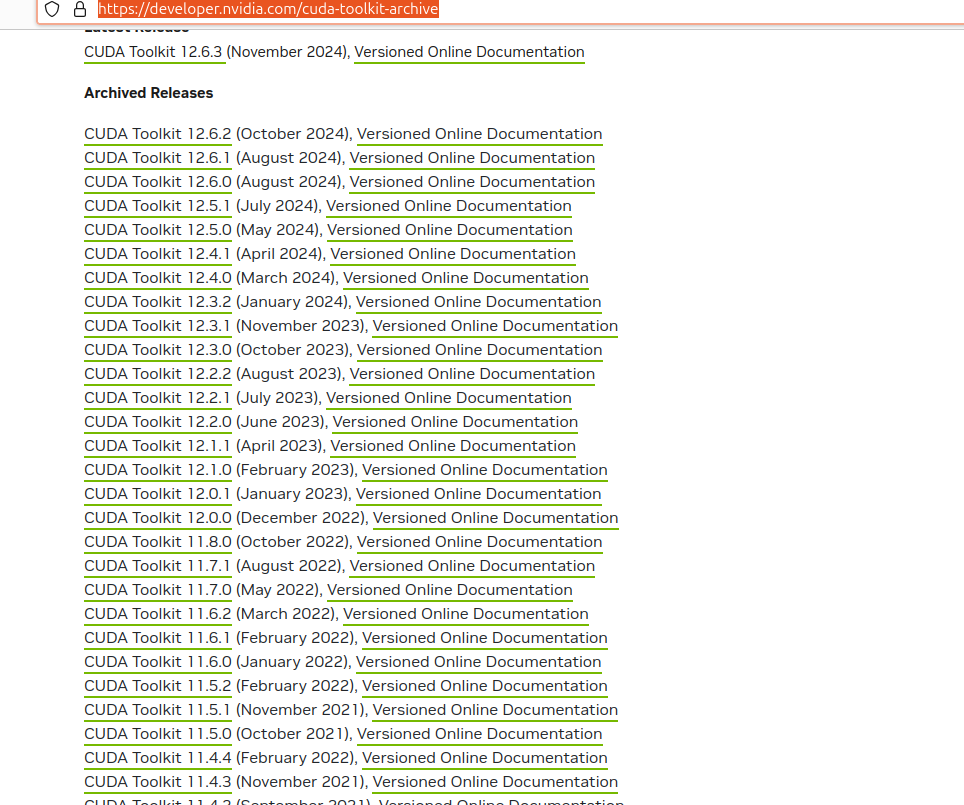 https://developer.nvidia.com/cuda-toolkit-archive
Latest Release
CUDA Toolkit 12.6.3 (November 2024), Versioned Online Documentation
Archived Releases
CUDA Toolkit 12.6.2 (October 2024), Versioned Online Documentation
CUDA Toolkit 12.6.1 (August 2024), Versioned Online Documentation
CUDA Toolkit 12.6.0 (August 2024), Versioned Online Documentation
CUDA Toolkit 12.5.1 (July 2024), Versioned Online Documentation
CUDA Toolkit 12.5.0 (May 2024), Versioned Online Documentation
CUDA Toolkit 12.4.1 (April 2024), Versioned Online Documentation
CUDA Toolkit 12.4.0 (March 2024), Versioned Online Documentation
CUDA Toolkit 12.3.2 (January 2024), Versioned Online Documentation
CUDA Toolkit 12.3.1 (November 2023), Versioned Online Documentation
CUDA Toolkit 12.3.0 (October 2023), Versioned Online Documentation
CUDA Toolkit 12.2.2 (August 2023), Versioned Online Documentation
CUDA Toolkit 12.2.1 (July 2023), Versioned Online Documentation
CUDA Toolkit 12.2.0 (June 2023), Versioned Online Documentation
CUDA Toolkit 12.1.1 (April 2023), Versioned Online Documentation
CUDA Toolkit 12.1.0 (February 2023), Versioned Online Documentation
CUDA Toolkit 12.0.1 (January 2023), Versioned Online Documentation
CUDA Toolkit 12.0.0 (December 2022), Versioned Online Documentation
CUDA Toolkit 11.8.0 (October 2022), Versioned Online Documentation
CUDA Toolkit 11.7.1 (August 2022), Versioned Online Documentation
CUDA Toolkit 11.7.0 (May 2022), Versioned Online Documentation
CUDA Toolkit 11.6.2 (March 2022), Versioned Online Documentation
CUDA Toolkit 11.6.1 (February 2022), Versioned Online Documentation
CUDA Toolkit 11.6.0 (January 2022), Versioned Online Documentation
CUDA Toolkit 11.5.2 (February 2022), Versioned Online Documentation
CUDA Toolkit 11.5.1 (November 2021), Versioned Online Documentation
CUDA Toolkit 11.5.0 (October 2021), Versioned Online Documentation
CUDA Toolkit 11.4.4 (February 2022), Versioned Online Documentation
CUDA Toolkit 11.4.3 (November 2021), Versioned Online Documentation
CUDA Toolkit 11.4.2 (September 2021), Versioned Online Documentation